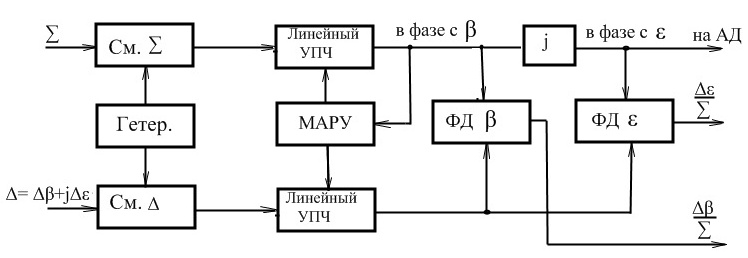 Σ
См. Σ
Линейный
УПЧ
в фазе с β
j
в фазе с ε
на АД
Гетер.
МАРУ
ФД β
ФД ε
Δε
Σ
Δ= Δβ+jΔε
См. Δ
Линейный
УПЧ
Δβ
Σ